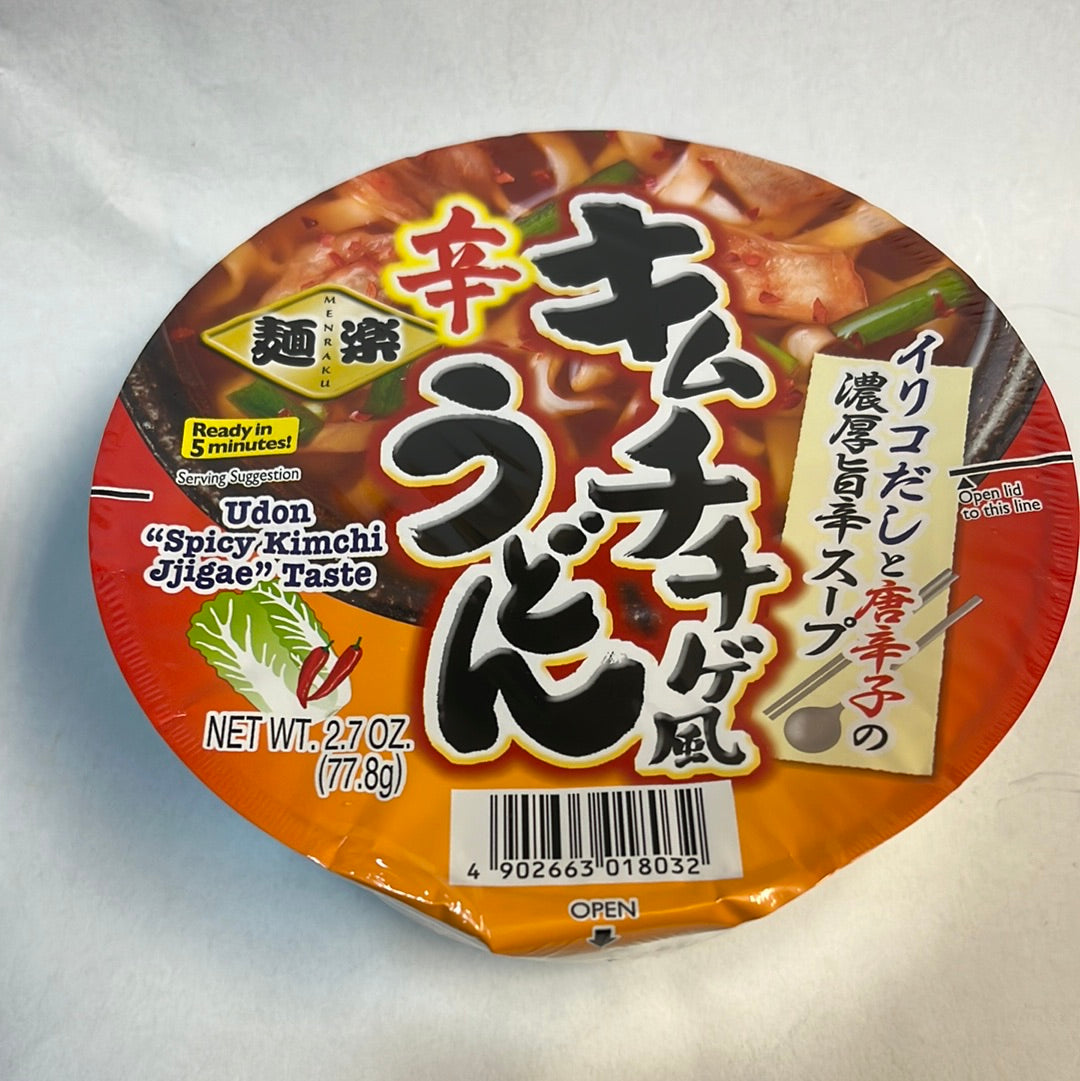 辛
キムチチゲ風
うどん
麺楽
MENRAKU
Ready in
5 minutes!
Serving Suggestion
Udon
“Spicy Kimchi
Jjigae” Taste
イリコだしと唐辛子の
濃厚旨辛スープ
Open lid
to this line
NET WT. 2.7 OZ.
(77.8g)
4 902663 018032
OPEN